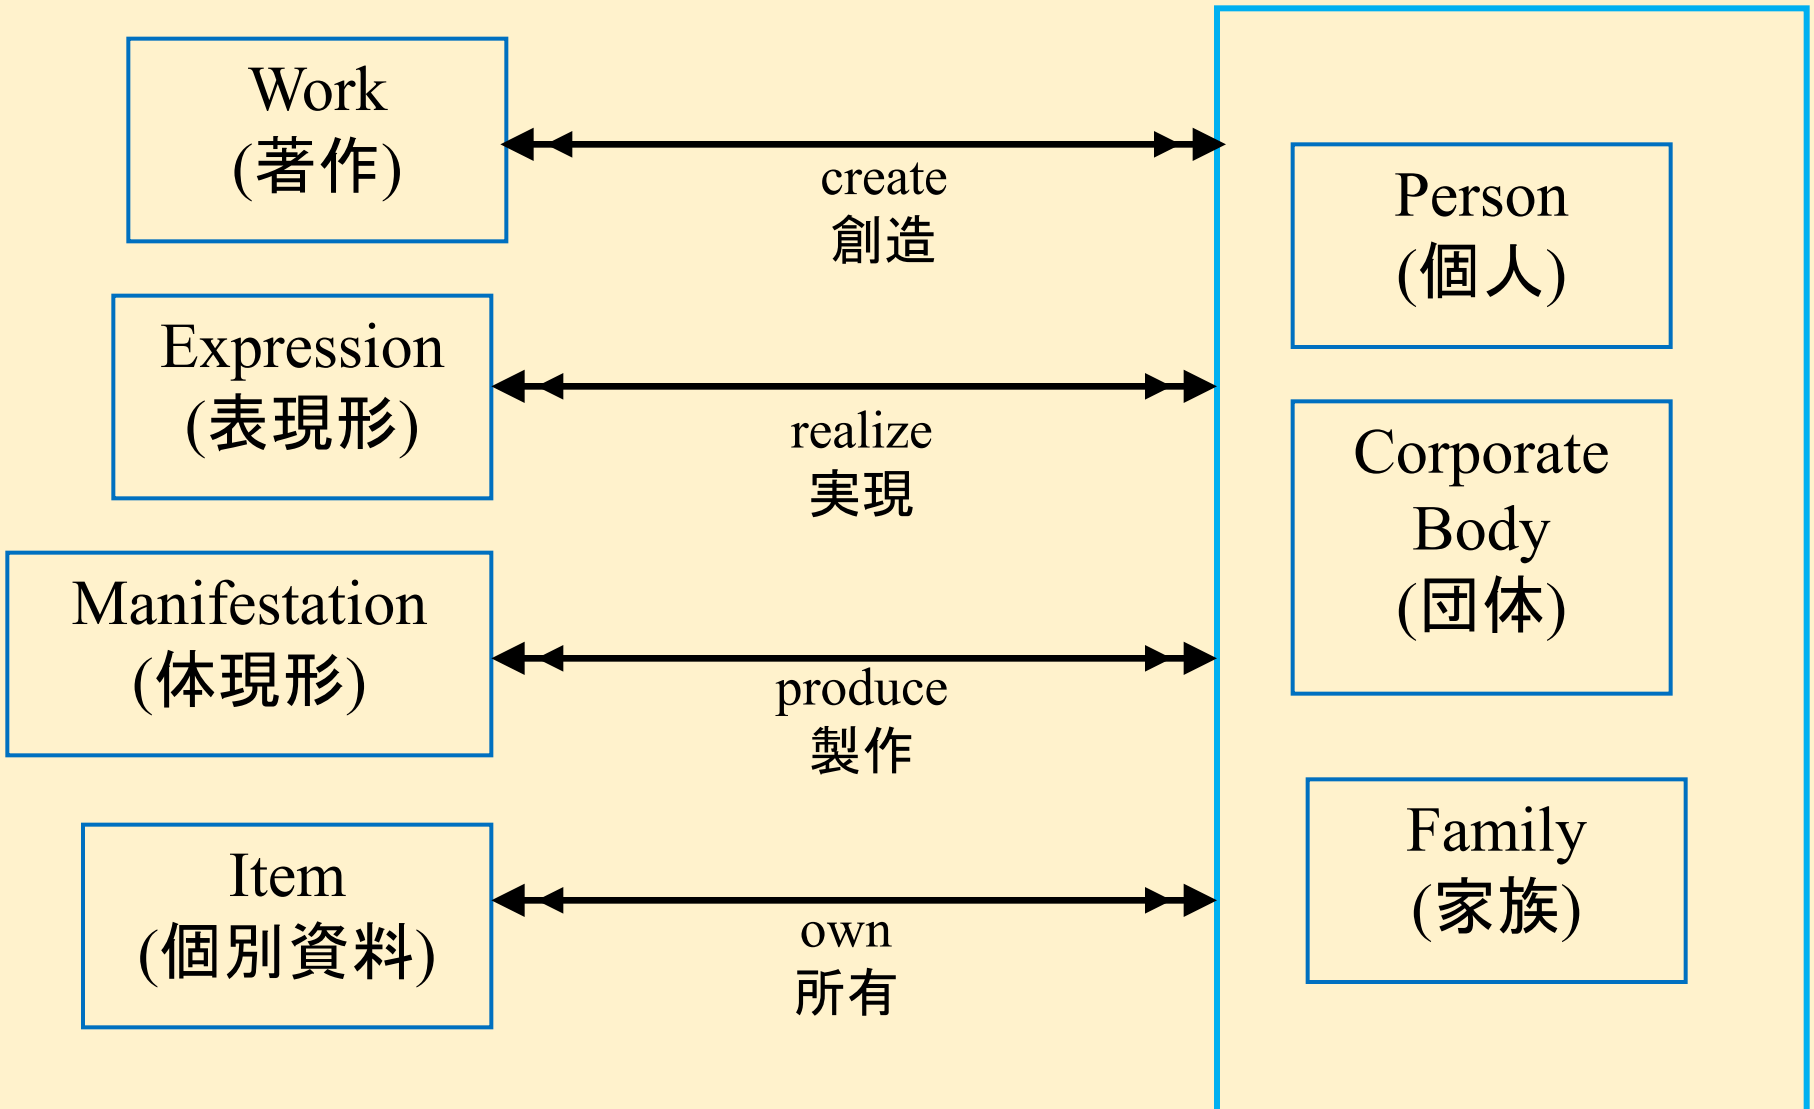 Work
(著作)
create
創造
Expression
(表現形)
realize
実現
Manifestation
(体現形)
produce
製作
Item
(個別資料)
own
所有
Person
(個人)
Corporate
Body
(団体)
Family
(家族)